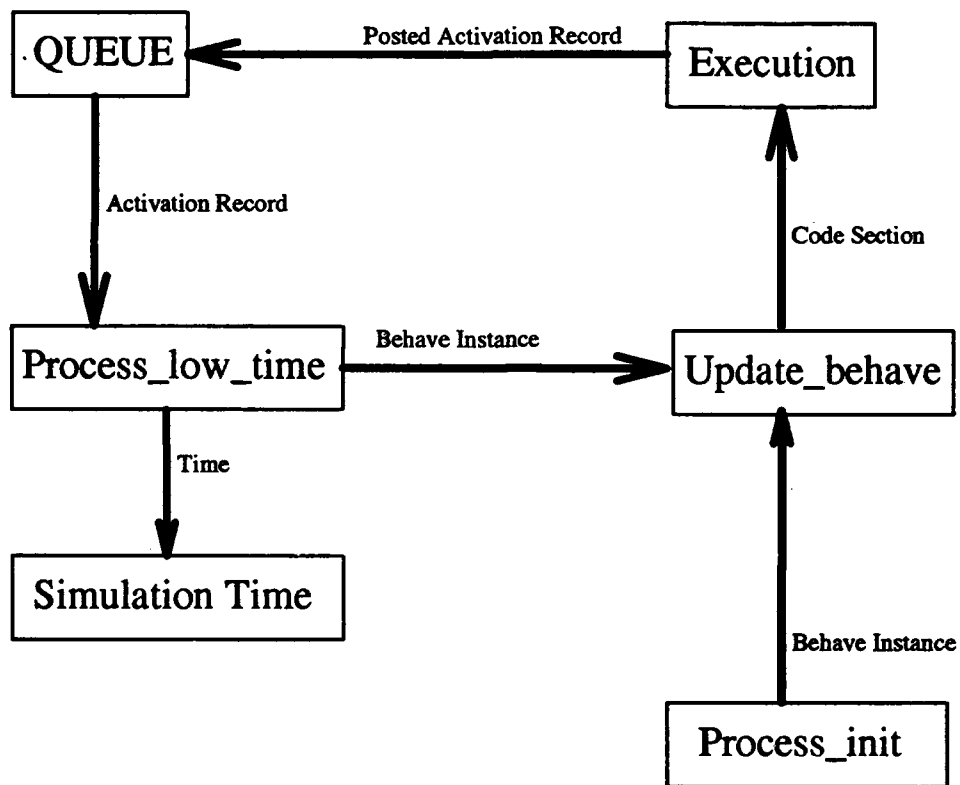 QUEUE
Posted Activation Record
Execution
Activation Record
Code Section
Process_low_time
Behave Instance
Update_behave
Time
Simulation Time
Behave Instance
Process_init